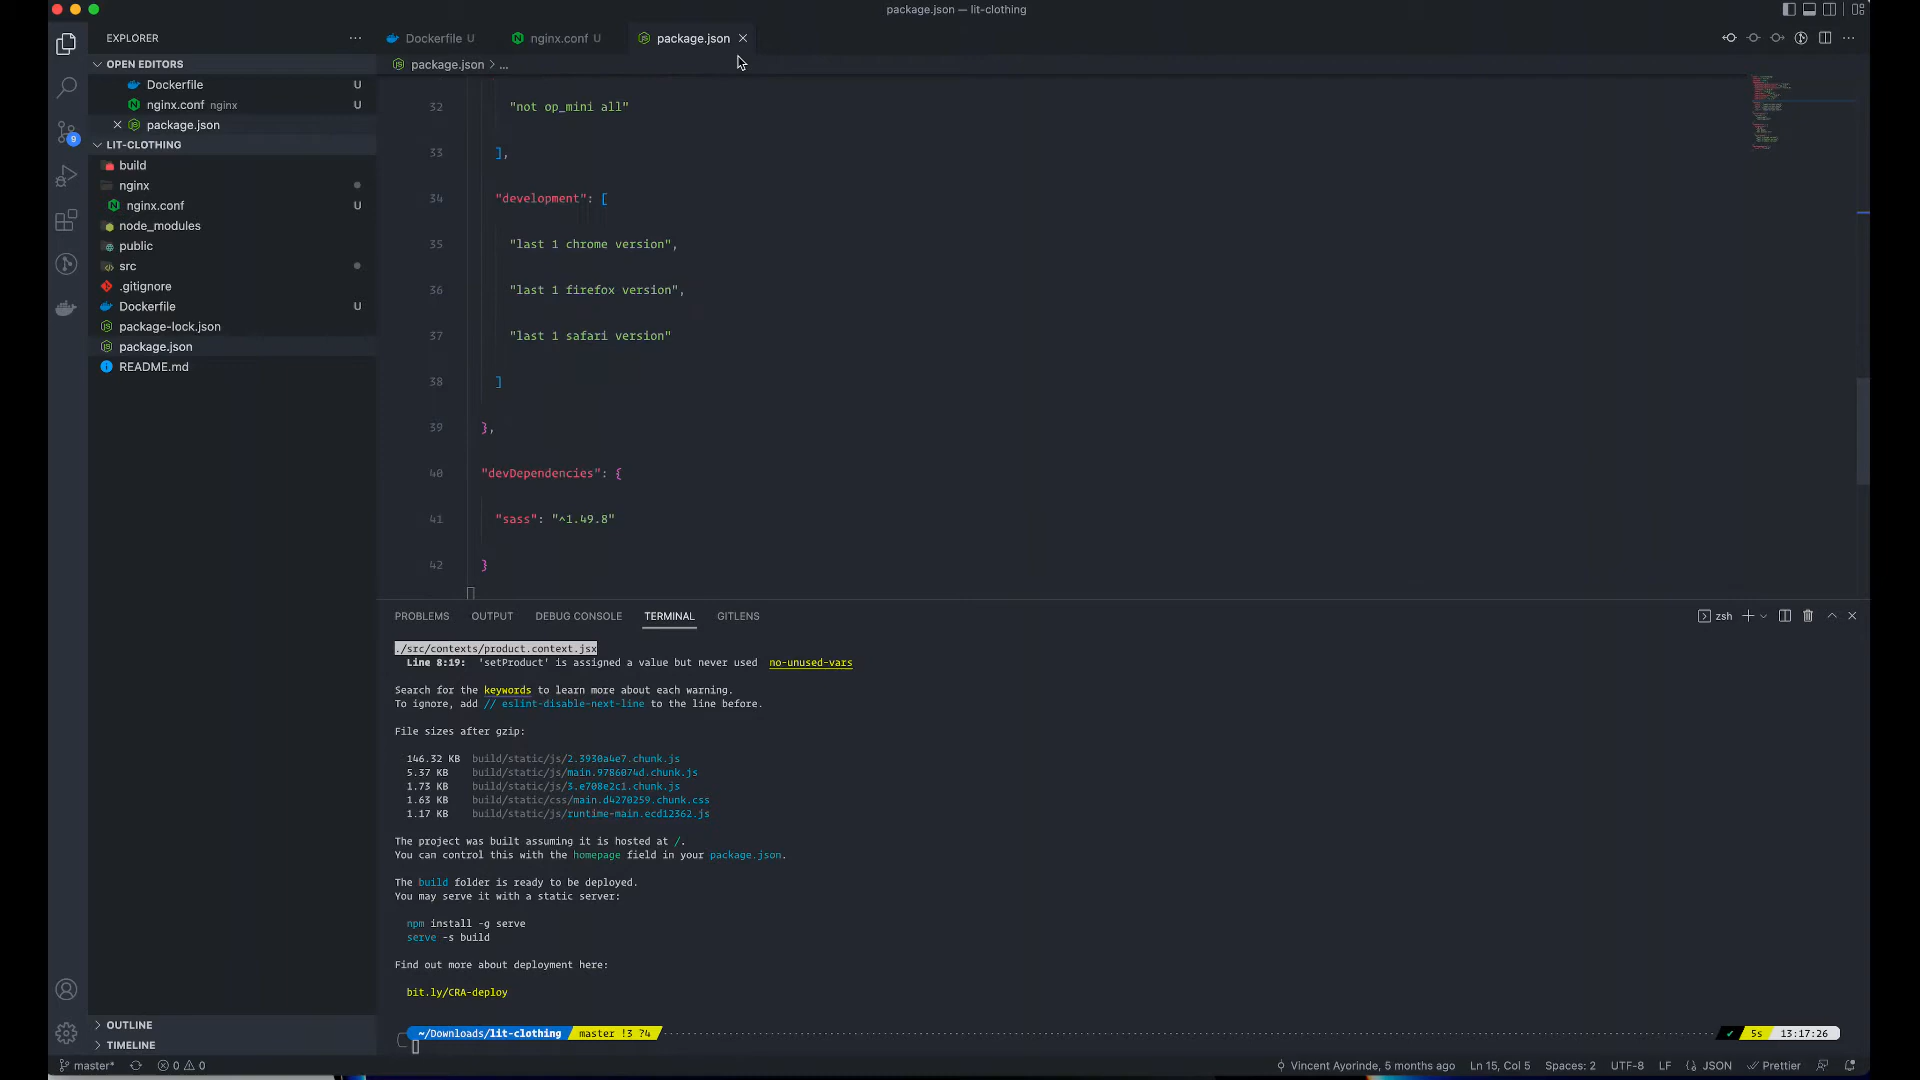 package.json — lit-clothing
EXPLORER
OPEN EDITORS
Dockerfile U
nginx.conf nginx U
package.json
LIT-CLOTHING
build
nginx
nginx.conf U
node_modules
public
src
.gitignore
Dockerfile U
package-lock.json
package.json
README.md
OUTLINE
TIMELINE
9
Dockerfile U
nginx.conf U
package.json
package.json > ...
32 "not op_mini all"
33 ],
34 "development": [
35 "last 1 chrome version",
36 "last 1 firefox version",
37 "last 1 safari version"
38 ]
39 },
40 "devDependencies": {
41 "sass": "^1.49.8"
42 }
PROBLEMS OUTPUT DEBUG CONSOLE TERMINAL GITLENS
zsh
./src/contexts/product.context.jsx
Line 8:19: 'setProduct' is assigned a value but never used no-unused-vars
Search for the keywords to learn more about each warning.
To ignore, add // eslint-disable-next-line to the line before.
File sizes after gzip:
146.32 KB build/static/js/2.3930a4e7.chunk.js
5.37 KB build/static/js/main.9786074d.chunk.js
1.73 KB build/static/js/3.e708e2c1.chunk.js
1.63 KB build/static/css/main.d4270259.chunk.css
1.17 KB build/static/js/runtime-main.ecd12362.js
The project was built assuming it is hosted at /.
You can control this with the homepage field in your package.json.
The build folder is ready to be deployed.
You may serve it with a static server:
npm install -g serve
serve -s build
Find out more about deployment here:
bit.ly/CRA-deploy
~/Downloads/lit-clothing master !3 ?4 ✓ 5s 13:17:26
master* 0 0 Vincent Ayorinde, 5 months ago Ln 15, Col 5 Spaces: 2 UTF-8 LF {} JSON Prettier